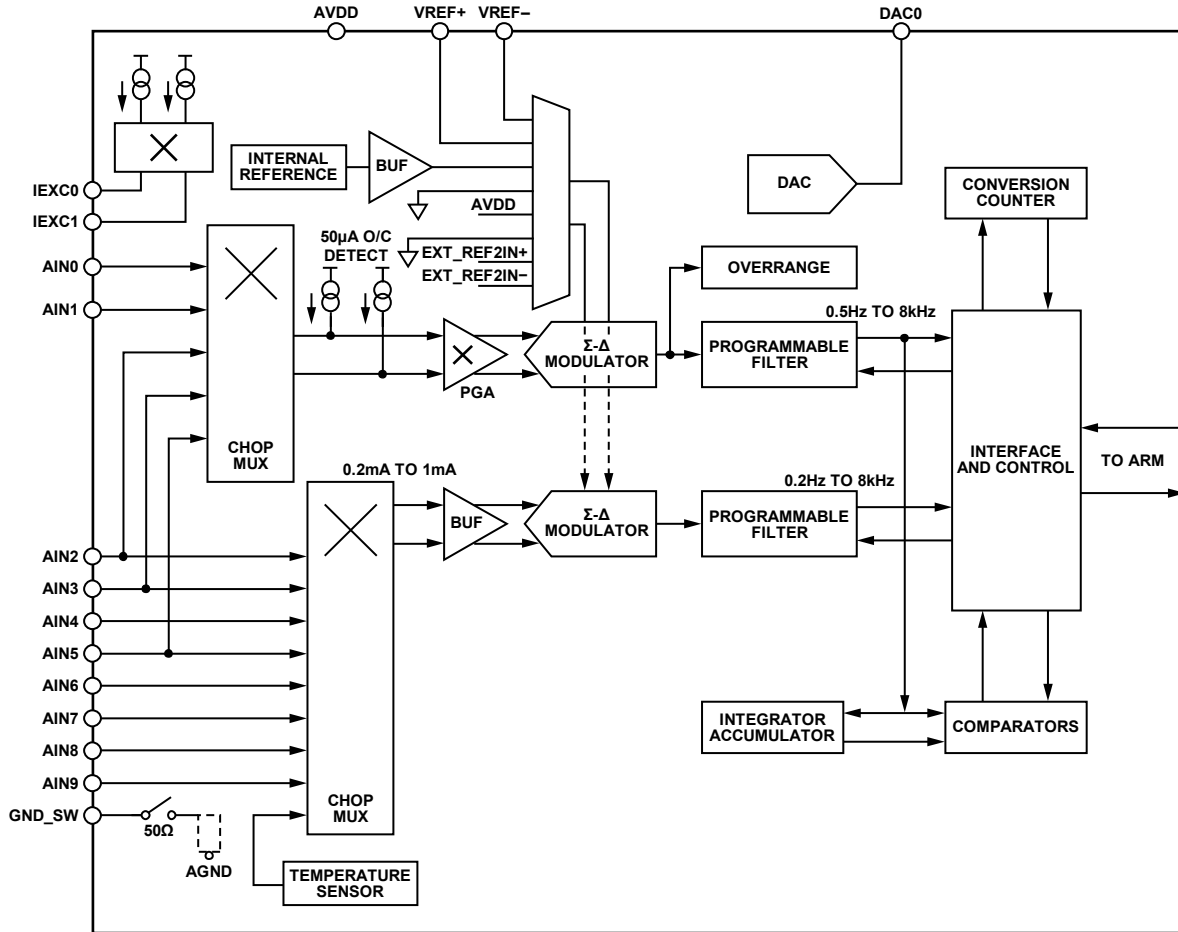 AVDD
VREF+
VREF–
DAC0
INTERNAL
REFERENCE
BUF
DAC
CONVERSION
COUNTER
IEXC0
IEXC1
AVDD
50µA O/C
DETECT
EXT_REF2IN+
EXT_REF2IN–
OVERRANGE
AIN0
AIN1
0.5Hz TO 8kHz
Σ-Δ
MODULATOR
PROGRAMMABLE
FILTER
PGA
CHOP
MUX
INTERFACE
AND CONTROL
TO ARM
0.2mA TO 1mA
0.2Hz TO 8kHz
BUF
Σ-Δ
MODULATOR
PROGRAMMABLE
FILTER
AIN2
AIN3
AIN4
AIN5
AIN6
AIN7
AIN8
AIN9
GND_SW
50Ω
AGND
CHOP
MUX
TEMPERATURE
SENSOR
INTEGRATOR
ACCUMULATOR
COMPARATORS